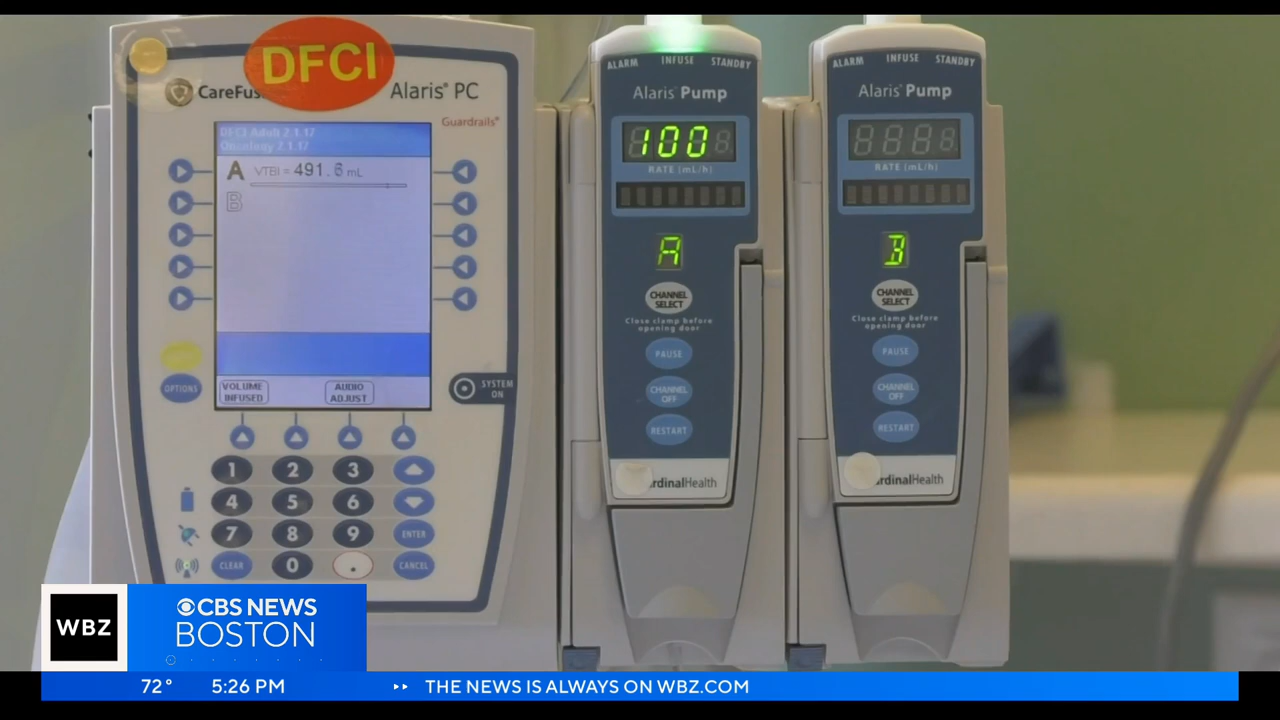 DFCI
CareFus
Alaris® PC
Guardrails®
DFCI Adult 2.1.17
Oncology 2.1.17
A VTBI = 491.6 mL
B
OPTIONS
VOLUME
INFUSED
AUDIO
ADJUST
SYSTEM
ON
1 2 3
4 5 6
7 8 9 ENTER
CLEAR 0 . CANCEL
ALARM INFUSE STANDBY
Alaris® Pump
100
RATE (mL/h)
A
CHANNEL
SELECT
Close clamp before
opening door
PAUSE
CHANNEL
OFF
RESTART
rdinalHealth
ALARM INFUSE STANDBY
Alaris® Pump
RATE (mL/h)
B
CHANNEL
SELECT
Close clamp before
opening door
PAUSE
CHANNEL
OFF
RESTART
rdinalHealth
WBZ
CBS NEWS
BOSTON
72° 5:26 PM THE NEWS IS ALWAYS ON WBZ.COM